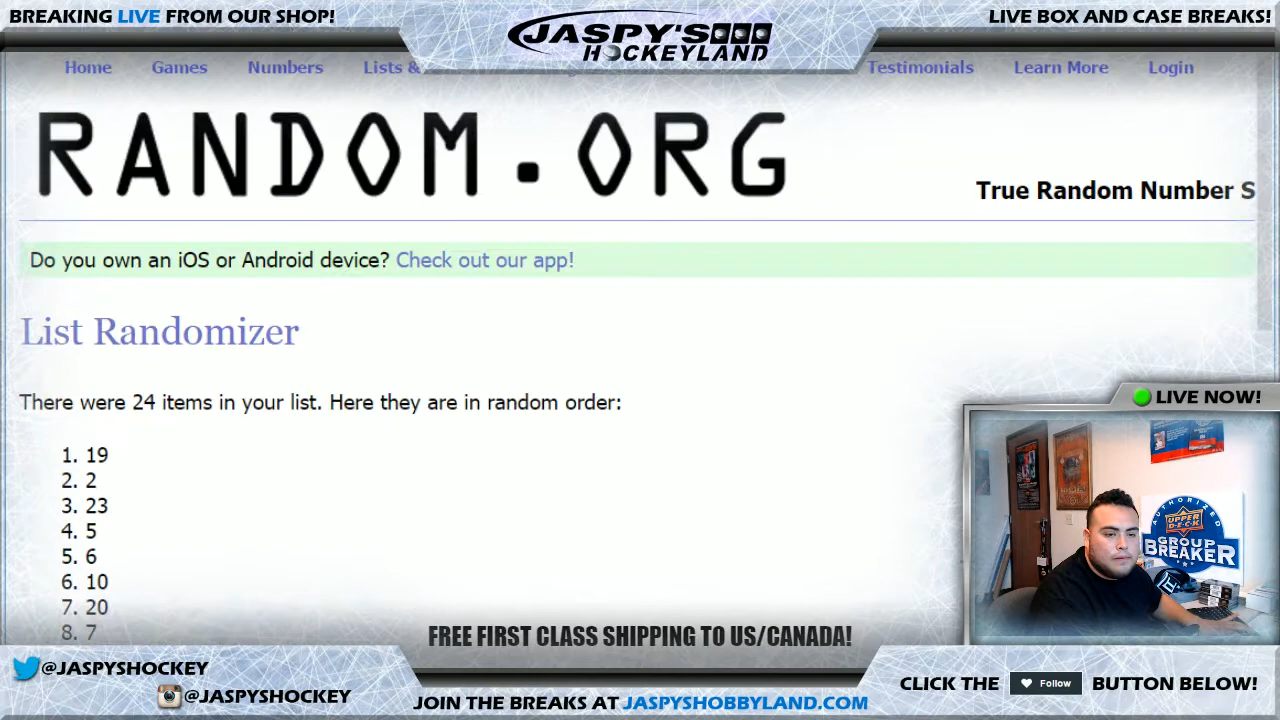 BREAKING LIVE FROM OUR SHOP!
JASPY'S
HOCKEYLAND
LIVE BOX AND CASE BREAKS!
Home Games Numbers Lists & Testimonials Learn More Login
RANDOM.ORG
True Random Number S
Do you own an iOS or Android device? Check out our app!
List Randomizer
There were 24 items in your list. Here they are in random order:
1. 19
2. 2
3. 23
4. 5
5. 6
6. 10
7. 20
8. 7
LIVE NOW!
AUTHORIZED
UPPER DECK
GROUP
BREAKER
FREE FIRST CLASS SHIPPING TO US/CANADA!
@JASPYSHOCKEY
@JASPYSHOCKEY
JOIN THE BREAKS AT JASPYSHOBBYLAND.COM
CLICK THE Follow BUTTON BELOW!